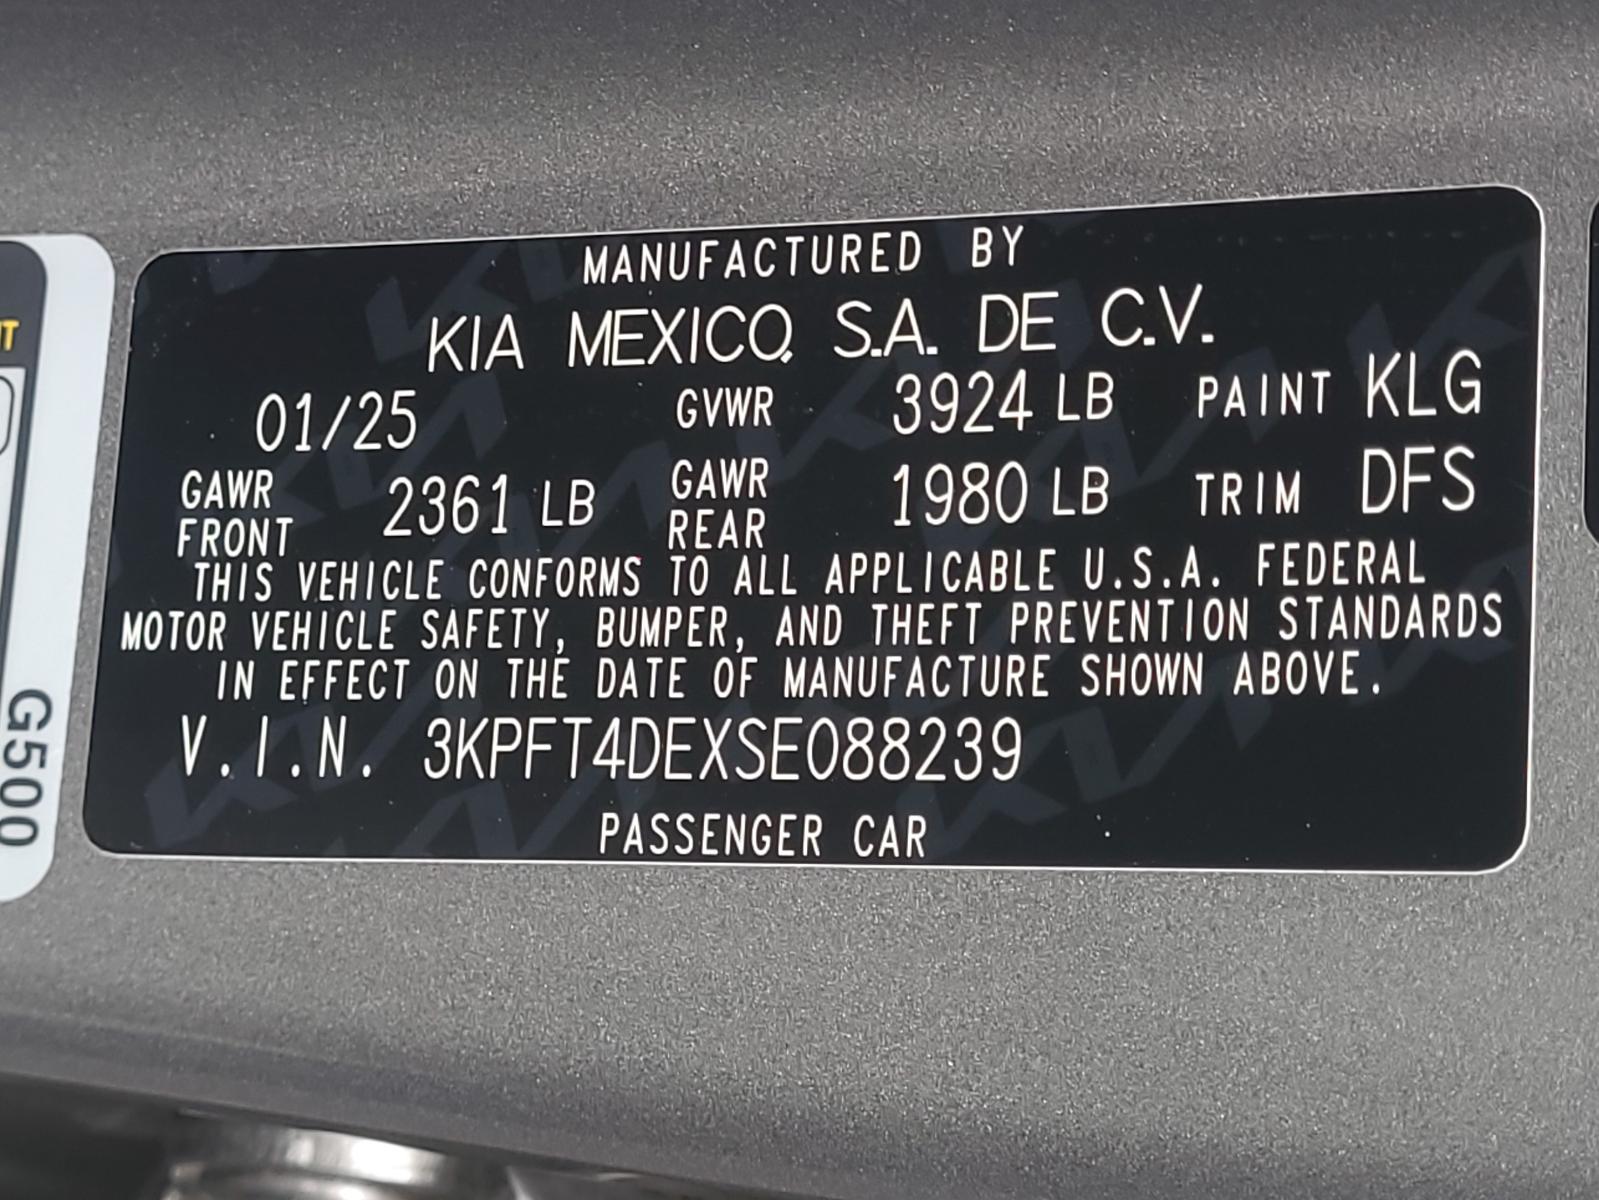 MANUFACTURED BY
KIA MEXICO, S.A. DE C.V.
01/25 GVWR 3924 LB PAINT KLG
GAWR FRONT 2361 LB GAWR REAR 1980 LB TRIM DFS
THIS VEHICLE CONFORMS TO ALL APPLICABLE U.S.A. FEDERAL
MOTOR VEHICLE SAFETY, BUMPER, AND THEFT PREVENTION STANDARDS
IN EFFECT ON THE DATE OF MANUFACTURE SHOWN ABOVE.
V.I.N. 3KPFT4DEXSE088239
PASSENGER CAR
G500